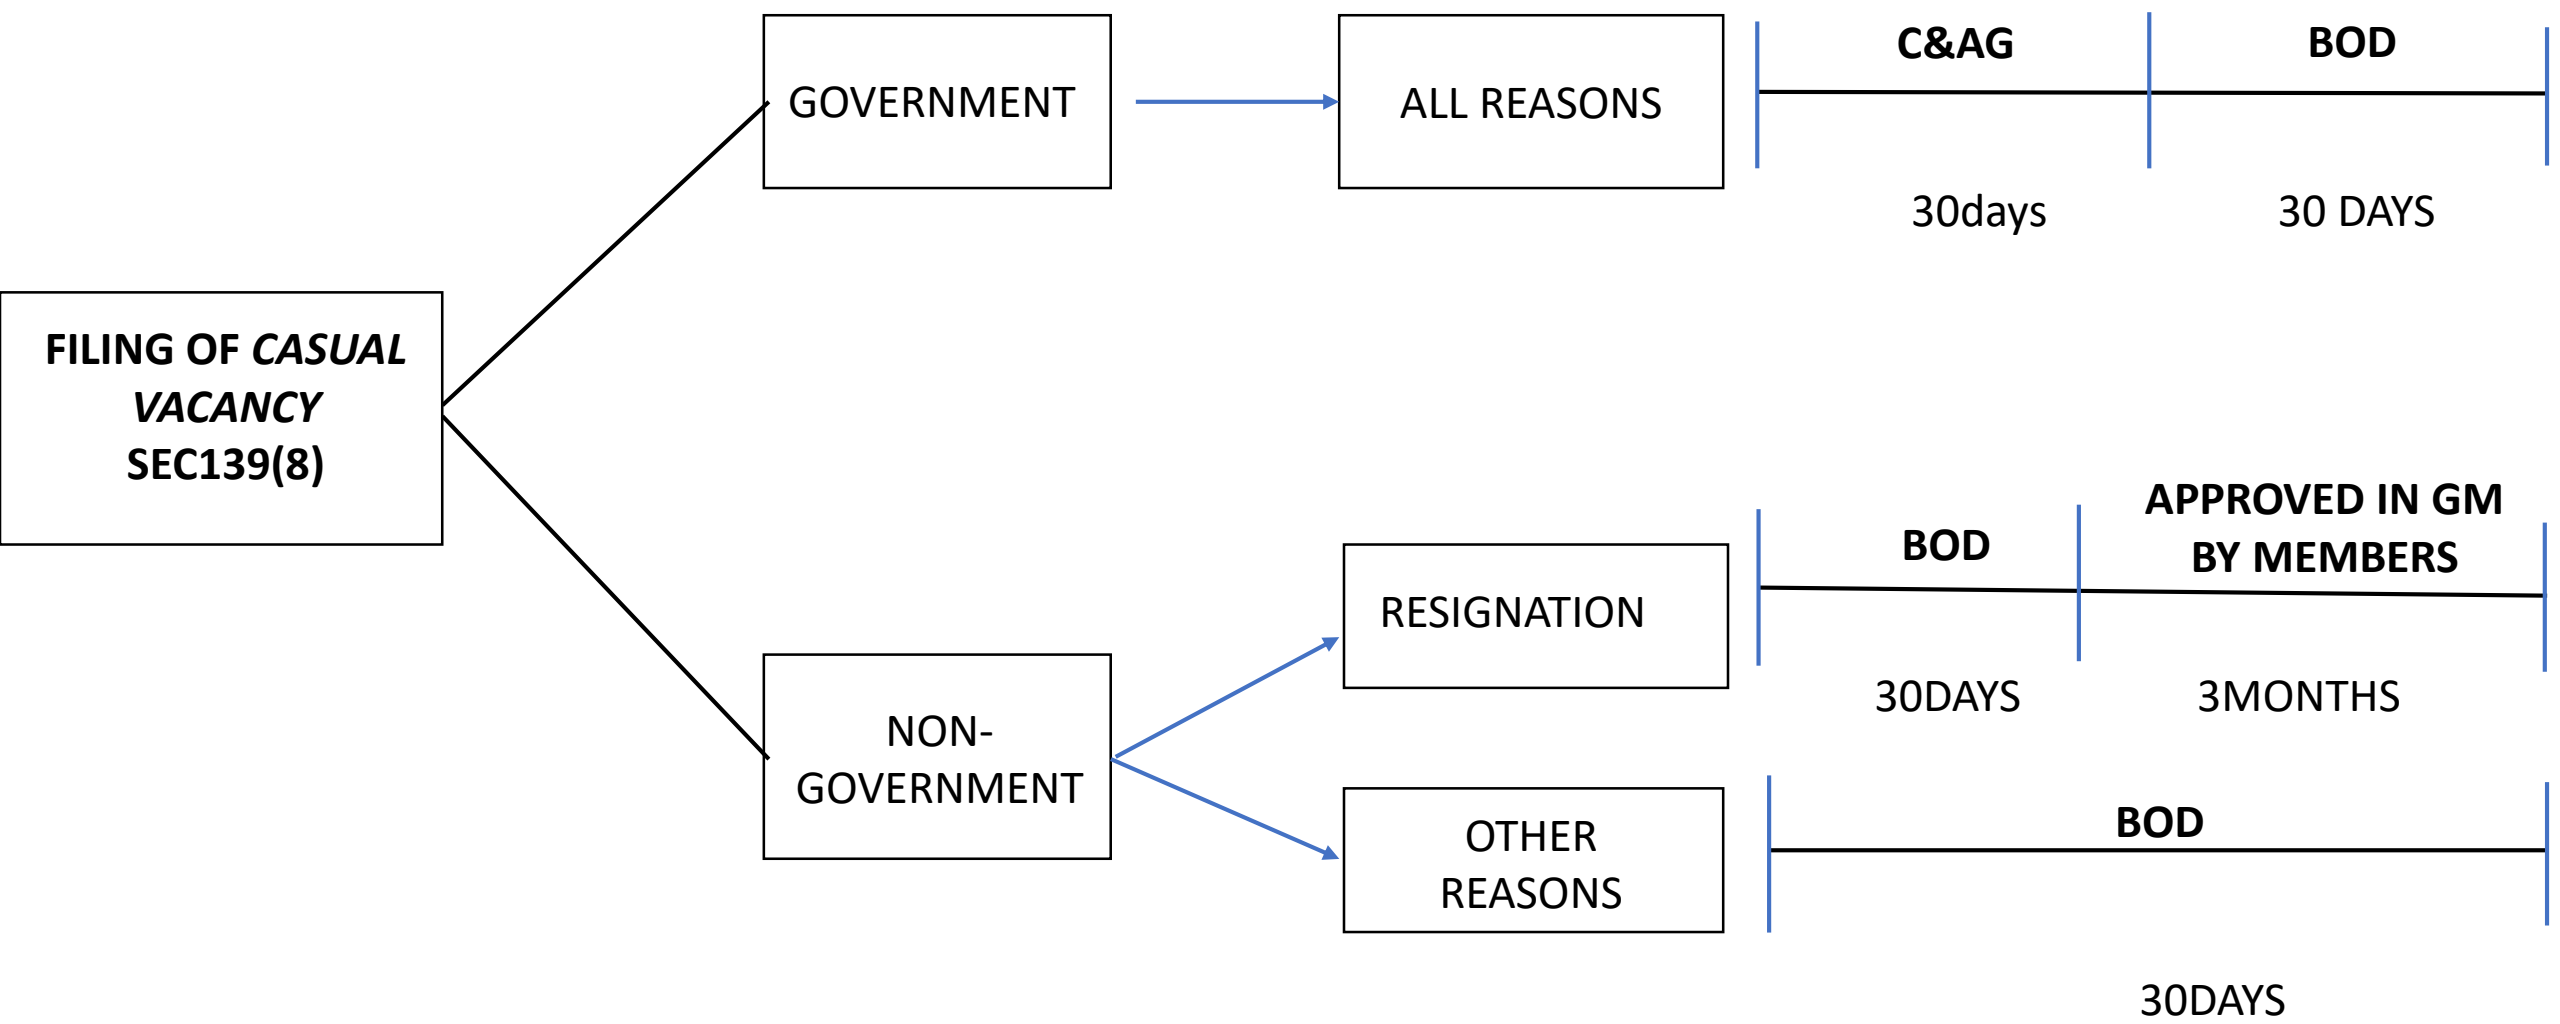 FILING OF CASUAL
VACANCY
SEC139(8)
GOVERNMENT
ALL REASONS
C&AG
BOD
30days
30 DAYS
NON-
GOVERNMENT
RESIGNATION
BOD
APPROVED IN GM
BY MEMBERS
30DAYS
3MONTHS
OTHER
REASONS
BOD
30DAYS